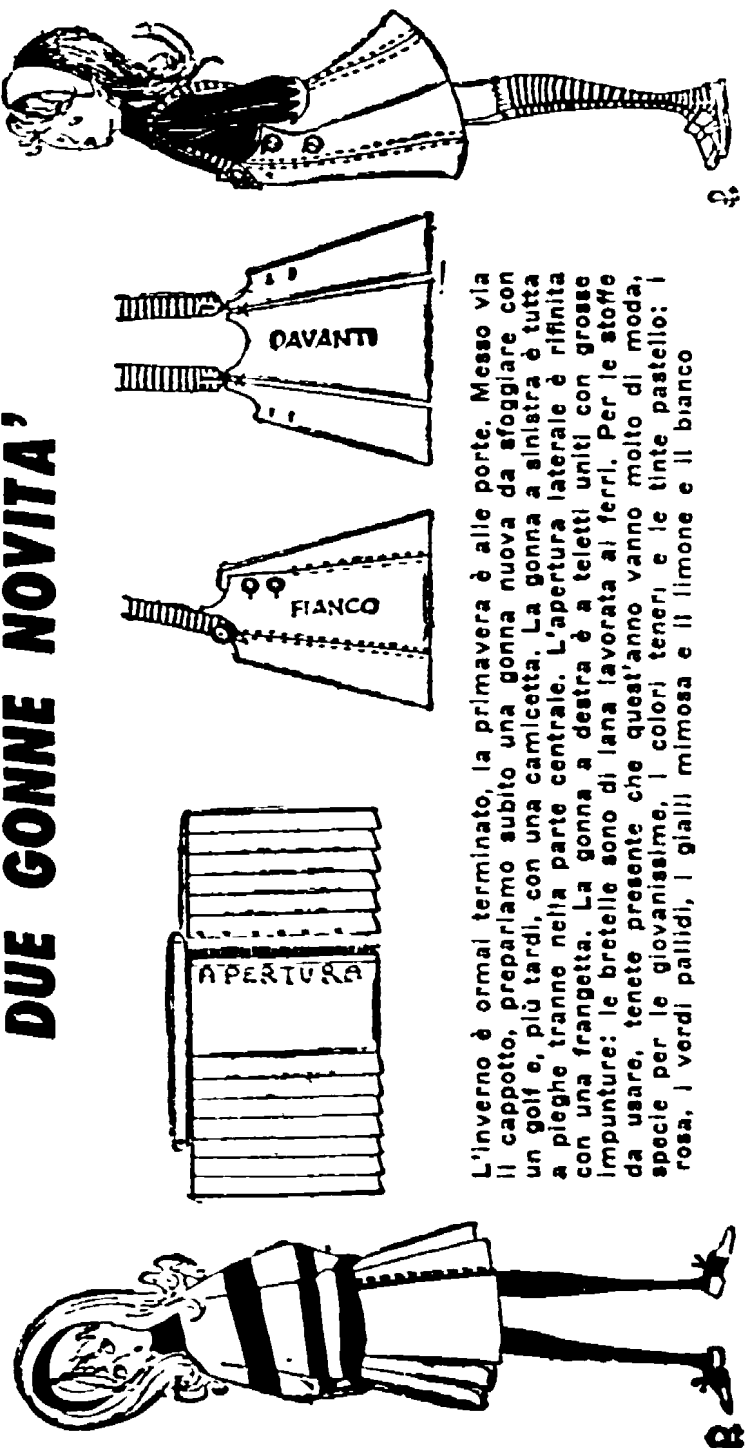 DUE GONNE NOVITA'
APERTURA
FIANCO
DAVANTI
L'inverno è ormai terminato, la primavera è alle porte. Messo via
il cappotto, prepariamo subito una gonna nuova da sfoggiare con
un golf e, più tardi, con una camicetta. La gonna a sinistra è tutta
a pieghe tranne nella parte centrale. L'apertura laterale è rifinita
con una frangetta. La gonna a destra è a teletti uniti con grosse
impunture: le bretelle sono di lana lavorata ai ferri. Per le stoffe
da usare, tenete presente che quest'anno vanno molto di moda,
specie per le giovanissime, i colori teneri e le tinte pastello: i
rosa, i verdi pallidi, i gialli mimosa e il limone e il bianco